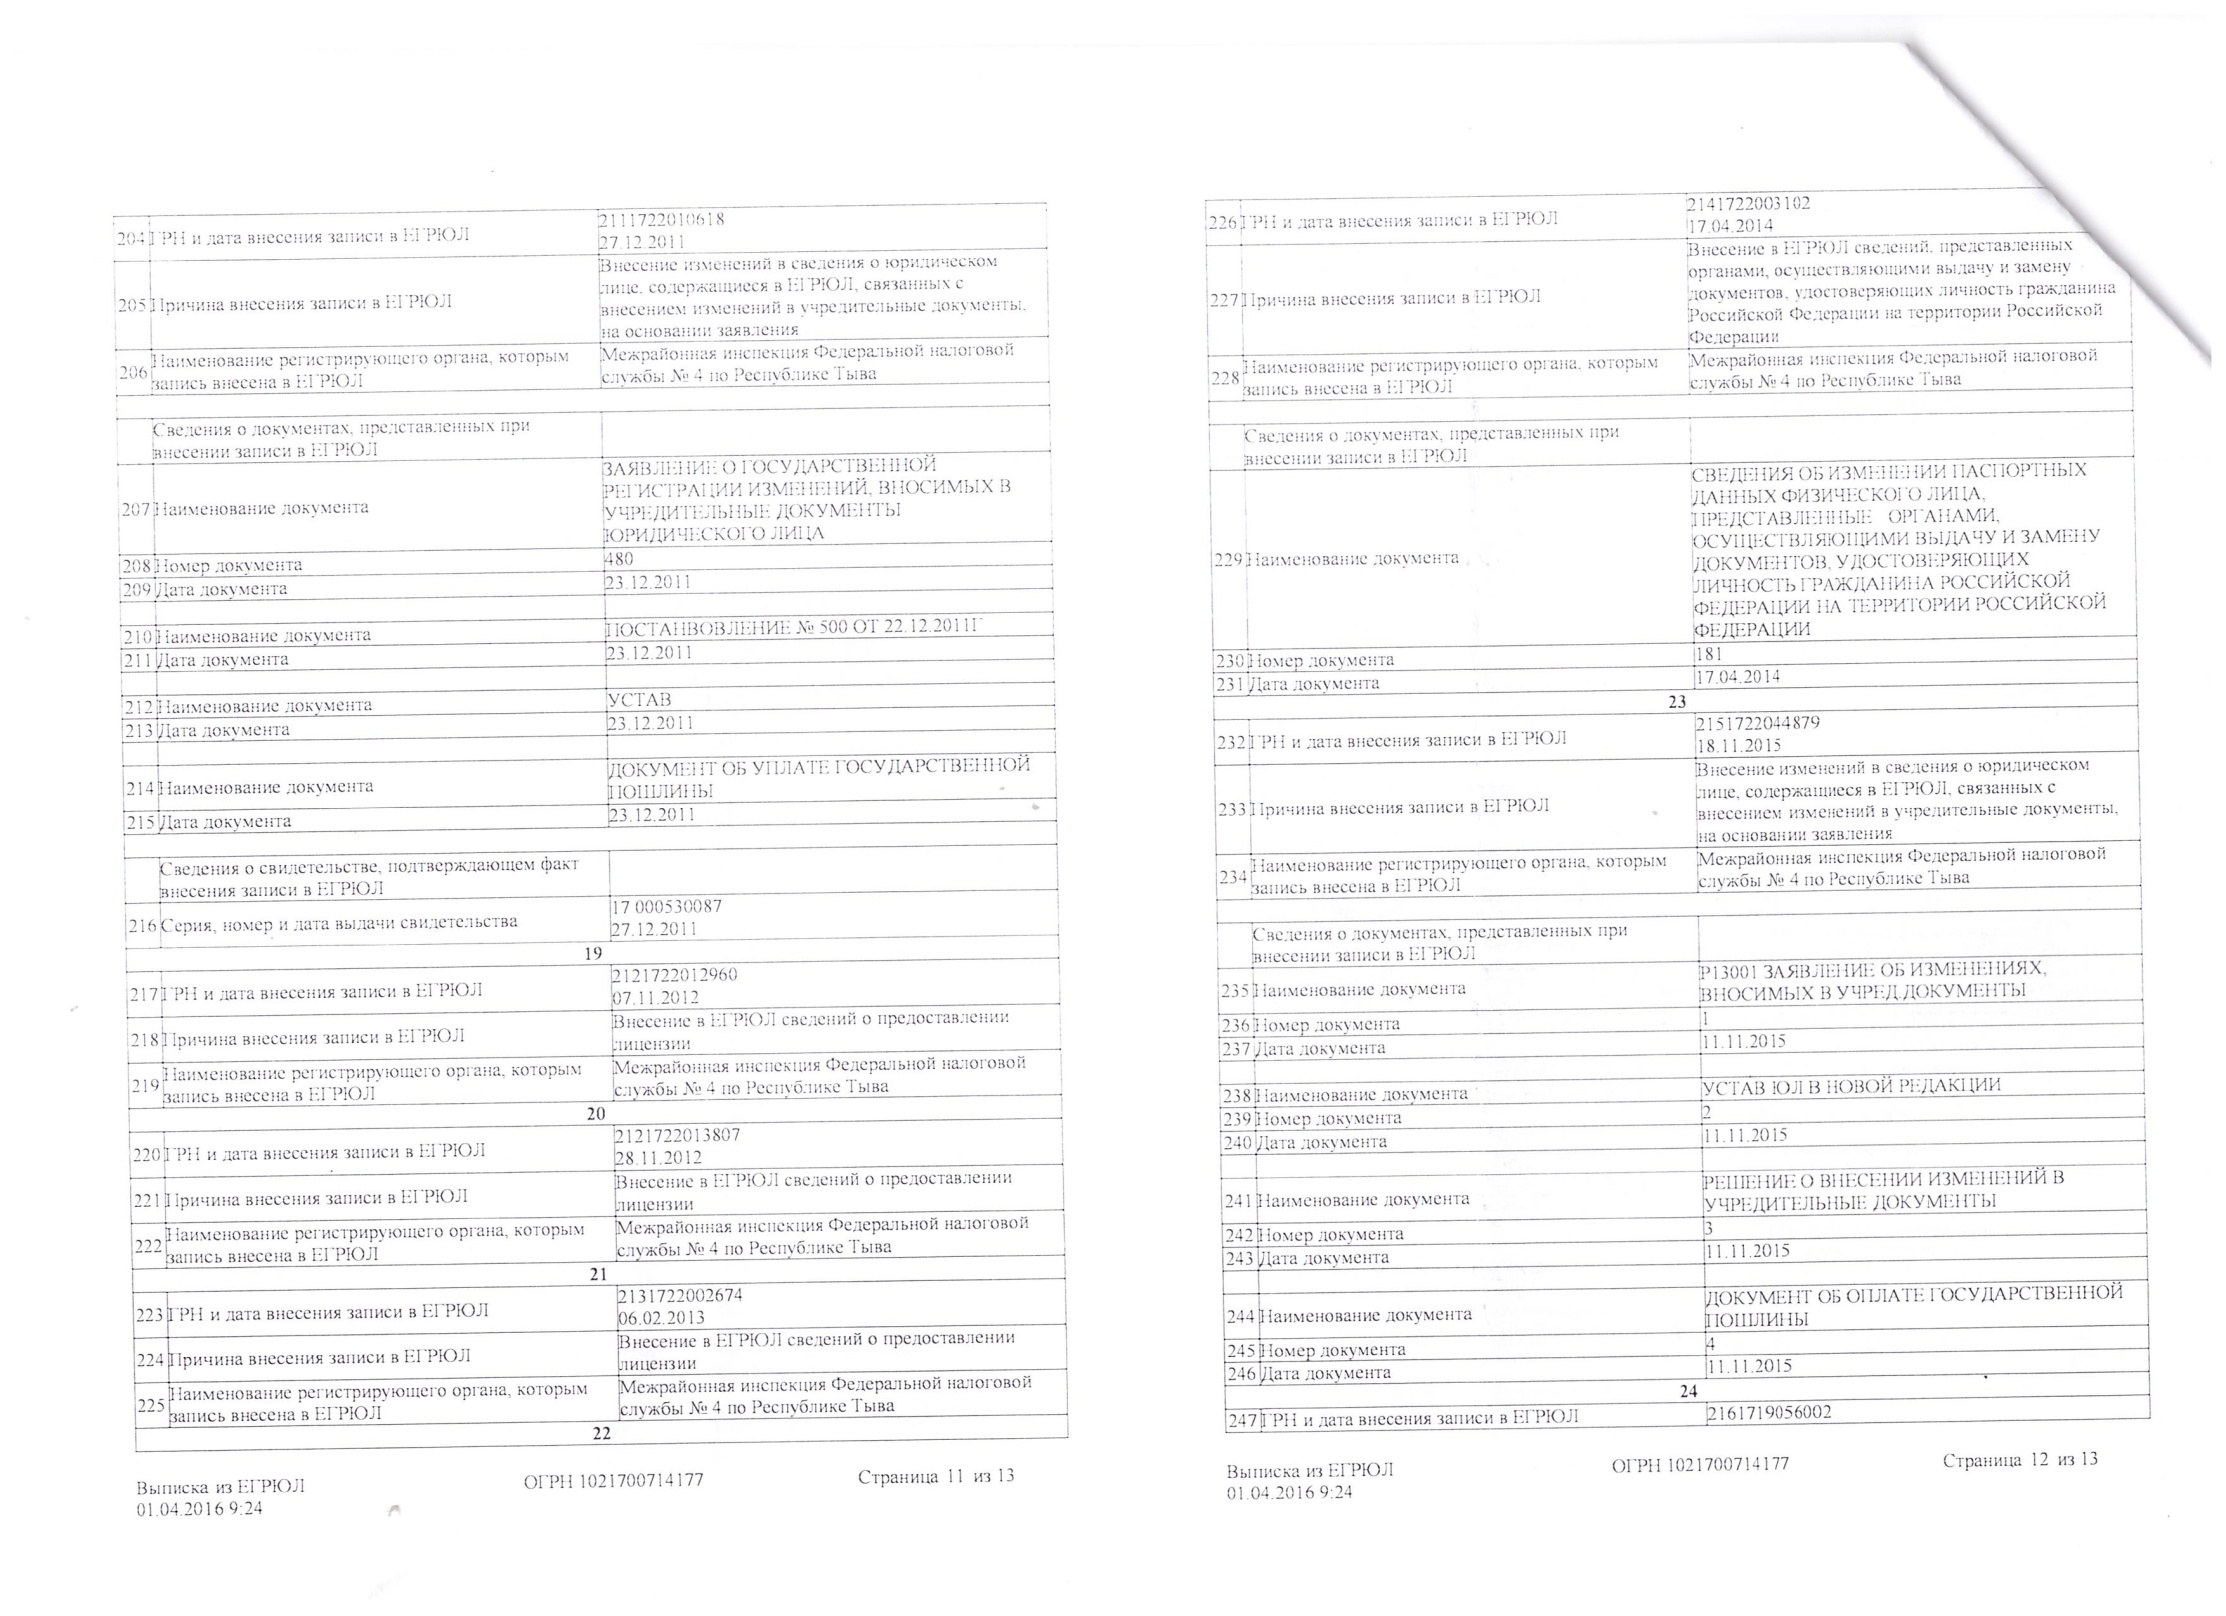 204 ГРН и дата внесения записи в ЕГРЮЛ
2111722010618
27.12.2011
205 Причина внесения записи в ЕГРЮЛ
Внесение изменений в сведения о юридическом
лице, содержащиеся в ЕГРЮЛ, связанных с
внесением изменений в учредительные документы,
на основании заявления
206 Наименование регистрирующего органа, которым
запись внесена в ЕГРЮЛ
Межрайонная инспекция Федеральной налоговой
службы № 4 по Республике Тыва
Сведения о документах, представленных при
внесении записи в ЕГРЮЛ
207 Наименование документа
ЗАЯВЛЕНИЕ О ГОСУДАРСТВЕННОЙ
РЕГИСТРАЦИИ ИЗМЕНЕНИЙ, ВНОСИМЫХ В
УЧРЕДИТЕЛЬНЫЕ ДОКУМЕНТЫ
ЮРИДИЧЕСКОГО ЛИЦА
208 Номер документа 480
209 Дата документа 23.12.2011
210 Наименование документа ПОСТАНВОВЛЕНИЕ № 500 ОТ 22.12.2011Г
211 Дата документа 23.12.2011
212 Наименование документа УСТАВ
213 Дата документа 23.12.2011
214 Наименование документа
ДОКУМЕНТ ОБ УПЛАТЕ ГОСУДАРСТВЕННОЙ
ПОШЛИНЫ
215 Дата документа 23.12.2011
Сведения о свидетельстве, подтверждающем факт
внесения записи в ЕГРЮЛ
216 Серия, номер и дата выдачи свидетельства
17 000530087
27.12.2011
19
217 ГРН и дата внесения записи в ЕГРЮЛ
2121722012960
07.11.2012
218 Причина внесения записи в ЕГРЮЛ
Внесение в ЕГРЮЛ сведений о предоставлении
лицензии
219 Наименование регистрирующего органа, которым
запись внесена в ЕГРЮЛ
Межрайонная инспекция Федеральной налоговой
службы № 4 по Республике Тыва
20
220 ГРН и дата внесения записи в ЕГРЮЛ
2121722013807
28.11.2012
221 Причина внесения записи в ЕГРЮЛ
Внесение в ЕГРЮЛ сведений о предоставлении
лицензии
222 Наименование регистрирующего органа, которым
запись внесена в ЕГРЮЛ
Межрайонная инспекция Федеральной налоговой
службы № 4 по Республике Тыва
21
223 ГРН и дата внесения записи в ЕГРЮЛ
2131722002674
06.02.2013
224 Причина внесения записи в ЕГРЮЛ
Внесение в ЕГРЮЛ сведений о предоставлении
лицензии
225 Наименование регистрирующего органа, которым
запись внесена в ЕГРЮЛ
Межрайонная инспекция Федеральной налоговой
службы № 4 по Республике Тыва
22
Выписка из ЕГРЮЛ
01.04.2016 9:24
ОГРН 1021700714177
Страница 11 из 13
226 ГРН и дата внесения записи в ЕГРЮЛ
2141722003102
17.04.2014
227 Причина внесения записи в ЕГРЮЛ
Внесение в ЕГРЮЛ сведений, представленных
органами, осуществляющими выдачу и замену
документов, удостоверяющих личность гражданина
Российской Федерации на территории Российской
Федерации
228 Наименование регистрирующего органа, которым
запись внесена в ЕГРЮЛ
Межрайонная инспекция Федеральной налоговой
службы № 4 по Республике Тыва
Сведения о документах, представленных при
внесении записи в ЕГРЮЛ
229 Наименование документа
СВЕДЕНИЯ ОБ ИЗМЕНЕНИИ ПАСПОРТНЫХ
ДАННЫХ ФИЗИЧЕСКОГО ЛИЦА,
ПРЕДСТАВЛЕННЫЕ ОРГАНАМИ,
ОСУЩЕСТВЛЯЮЩИМИ ВЫДАЧУ И ЗАМЕНУ
ДОКУМЕНТОВ, УДОСТОВЕРЯЮЩИХ
ЛИЧНОСТЬ ГРАЖДАНИНА РОССИЙСКОЙ
ФЕДЕРАЦИИ НА ТЕРРИТОРИИ РОССИЙСКОЙ
ФЕДЕРАЦИИ
230 Номер документа 181
231 Дата документа 17.04.2014
23
232 ГРН и дата внесения записи в ЕГРЮЛ
2151722044879
18.11.2015
233 Причина внесения записи в ЕГРЮЛ
Внесение изменений в сведения о юридическом
лице, содержащиеся в ЕГРЮЛ, связанных с
внесением изменений в учредительные документы,
на основании заявления
234 Наименование регистрирующего органа, которым
запись внесена в ЕГРЮЛ
Межрайонная инспекция Федеральной налоговой
службы № 4 по Республике Тыва
Сведения о документах, представленных при
внесении записи в ЕГРЮЛ
235 Наименование документа
Р13001 ЗАЯВЛЕНИЕ ОБ ИЗМЕНЕНИЯХ,
ВНОСИМЫХ В УЧРЕД.ДОКУМЕНТЫ
236 Номер документа 1
237 Дата документа 11.11.2015
238 Наименование документа УСТАВ ЮЛ В НОВОЙ РЕДАКЦИИ
239 Номер документа 2
240 Дата документа 11.11.2015
241 Наименование документа
РЕШЕНИЕ О ВНЕСЕНИИ ИЗМЕНЕНИЙ В
УЧРЕДИТЕЛЬНЫЕ ДОКУМЕНТЫ
242 Номер документа 3
243 Дата документа 11.11.2015
244 Наименование документа
ДОКУМЕНТ ОБ ОПЛАТЕ ГОСУДАРСТВЕННОЙ
ПОШЛИНЫ
245 Номер документа 4
246 Дата документа 11.11.2015
24
247 ГРН и дата внесения записи в ЕГРЮЛ 2161719056002
Выписка из ЕГРЮЛ
01.04.2016 9:24
ОГРН 1021700714177
Страница 12 из 13